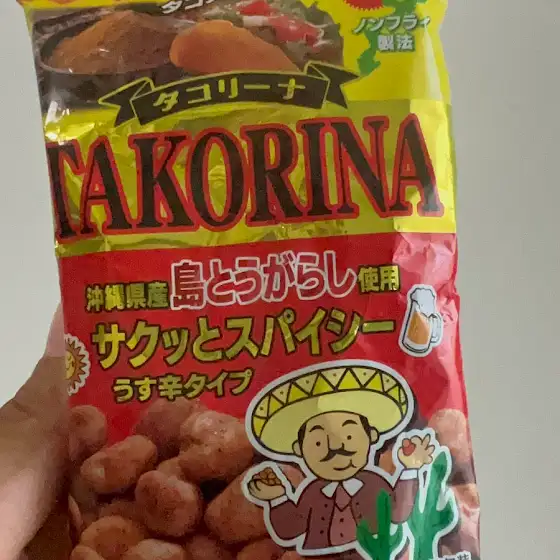 タコ
ノンフライ
製法
タコリーナ
TAKORINA
沖縄県産島とうがらし使用
サクッとスパイシー
うす辛タイプ